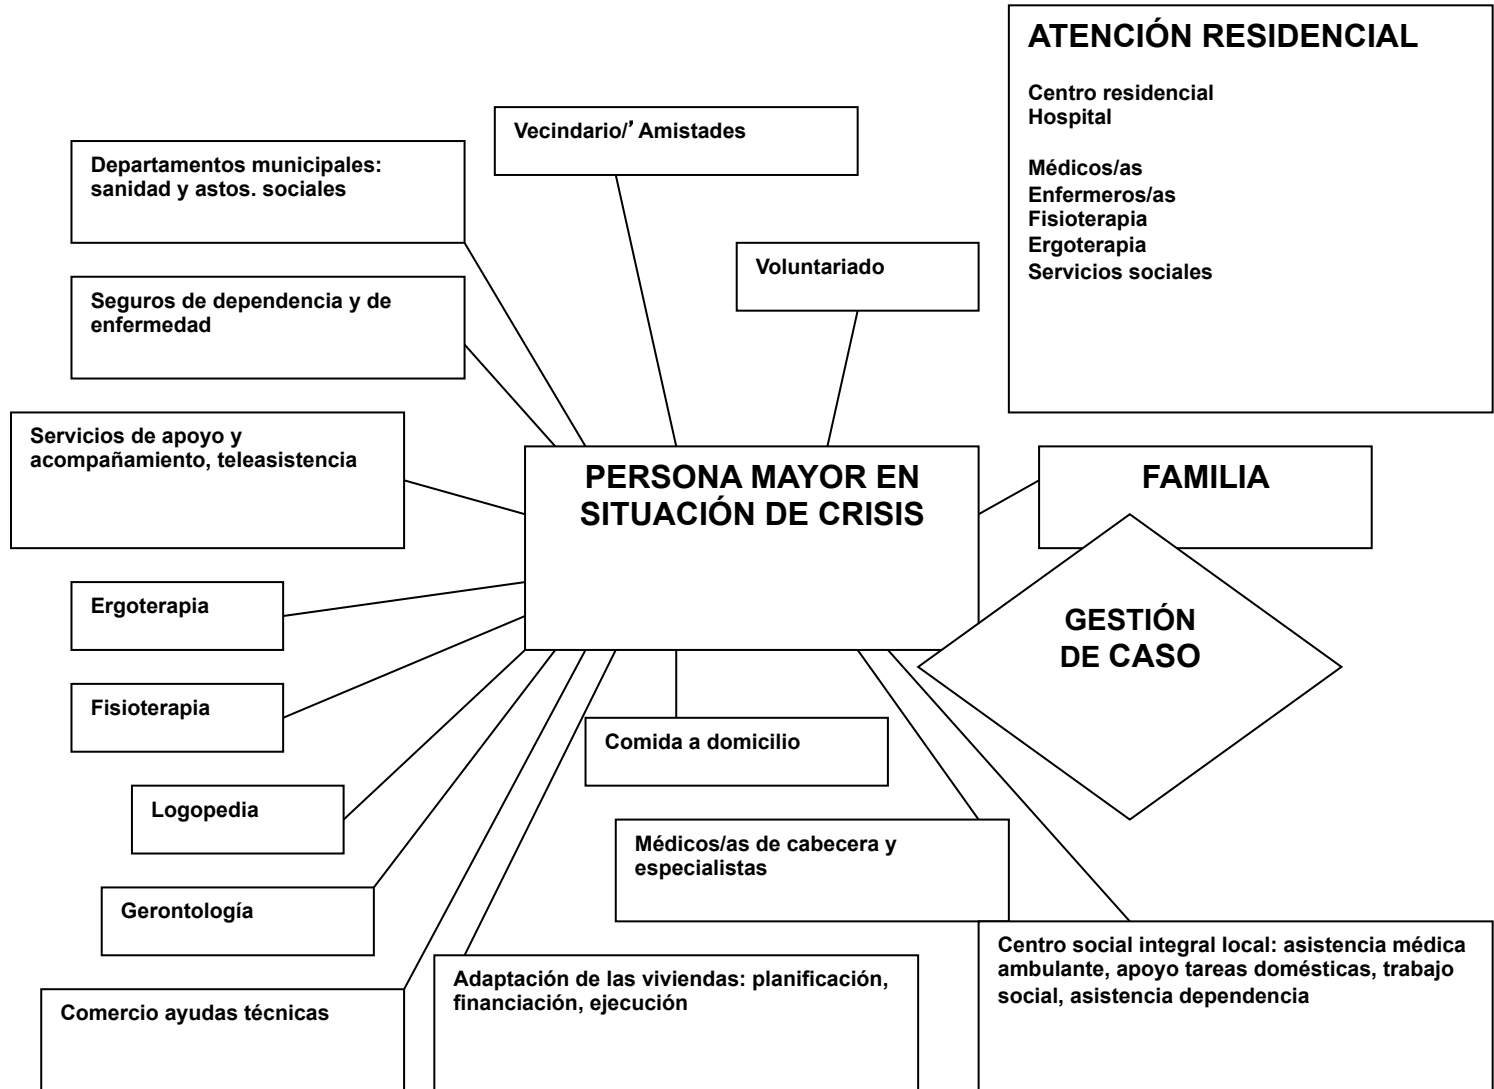 ATENCIÓN RESIDENCIAL
Centro residencial
Hospital
Médicos/as
Enfermeros/as
Fisioterapia
Ergoterapia
Servicios sociales
Vecindario/’ Amistades
Departamentos municipales:
sanidad y astos. sociales
Voluntariado
Seguros de dependencia y de
enfermedad
Servicios de apoyo y
acompañamiento, teleasistencia
PERSONA MAYOR EN
SITUACIÓN DE CRISIS
FAMILIA
Ergoterapia
GESTIÓN
DE CASO
Fisioterapia
Comida a domicilio
Logopedia
Médicos/as de cabecera y
especialistas
Gerontología
Centro social integral local: asistencia médica
ambulante, apoyo tareas domésticas, trabajo
social, asistencia dependencia
Adaptación de las viviendas: planificación,
financiación, ejecución
Comercio ayudas técnicas